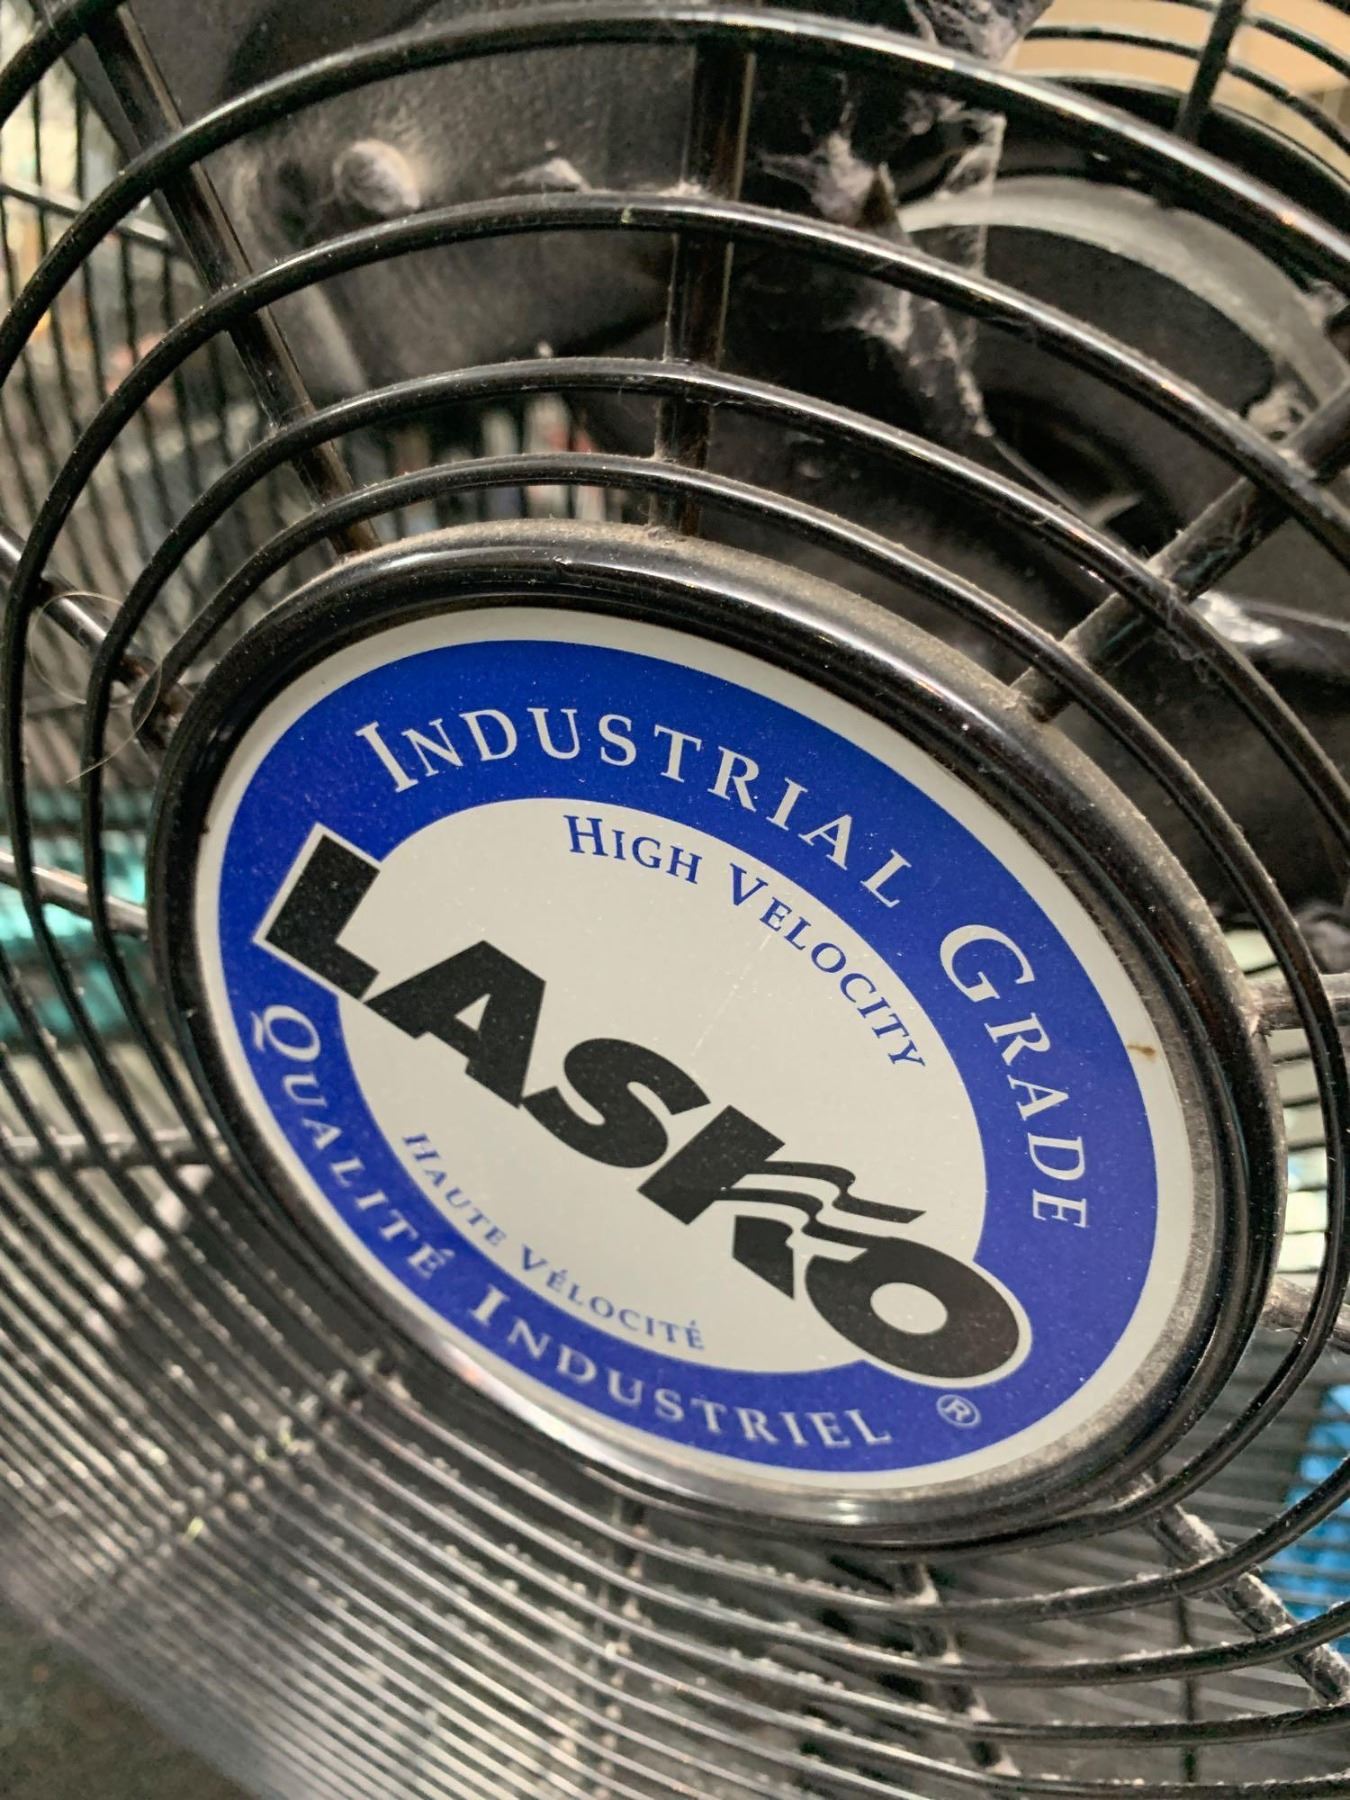 INDUSTRIAL GRADE
HIGH VELOCITY
LASKO
HAUTE VÉLOCITÉ
QUALITÉ INDUSTRIEL
®